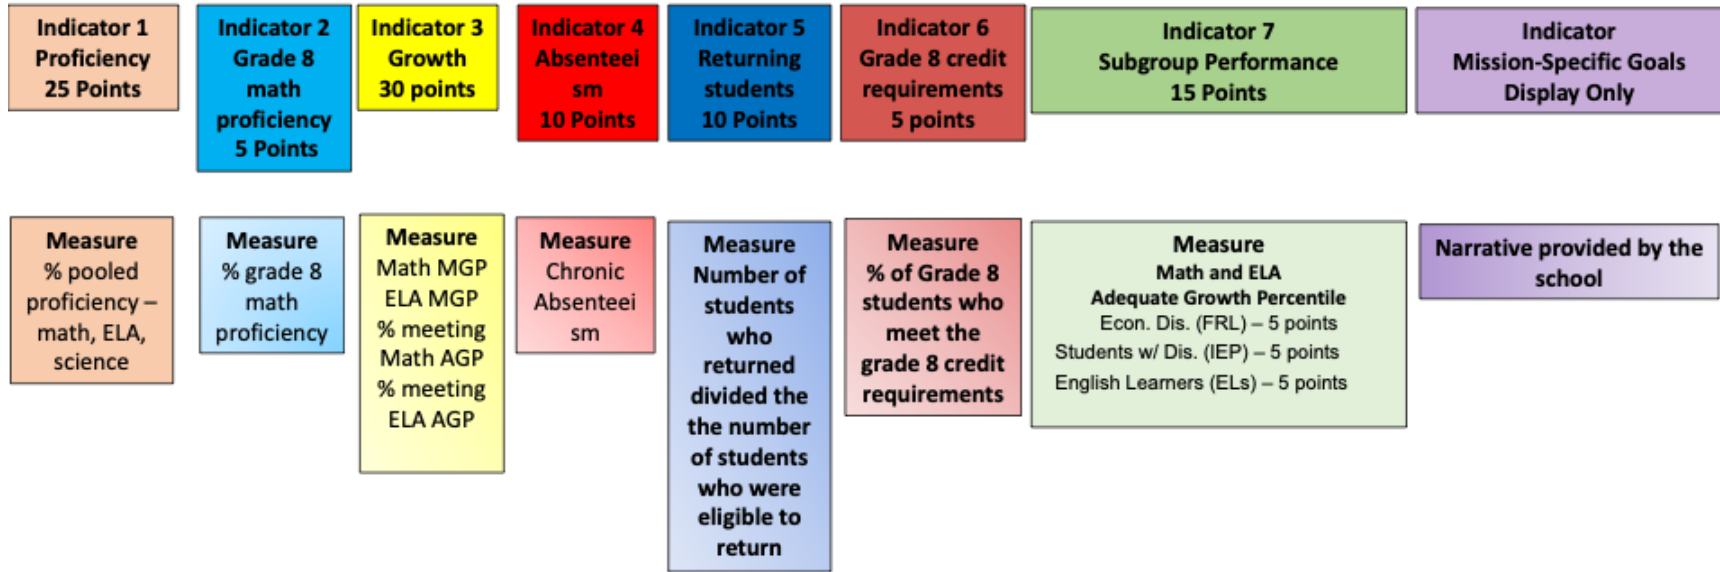 Indicator 1
Proficiency
25 Points
Indicator 2
Grade 8
math
proficiency
5 Points
Indicator 3
Growth
30 points
Indicator 4
Absenteei
sm
10 Points
Indicator 5
Returning
students
10 Points
Indicator 6
Grade 8 credit
requirements
5 points
Indicator 7
Subgroup Performance
15 Points
Indicator
Mission-Specific Goals
Display Only
Measure
% pooled
proficiency –
math, ELA,
science
Measure
% grade 8
math
proficiency
Measure
Math MGP
ELA MGP
% meeting
Math AGP
% meeting
ELA AGP
Measure
Chronic
Absenteei
sm
Measure
Number of
students
who
returned
divided the
the number
of students
who were
eligible to
return
Measure
% of Grade 8
students who
meet the
grade 8 credit
requirements
Measure
Math and ELA
Adequate Growth Percentile
Econ. Dis. (FRL) – 5 points
Students w/ Dis. (IEP) – 5 points
English Learners (ELs) – 5 points
Narrative provided by the
school